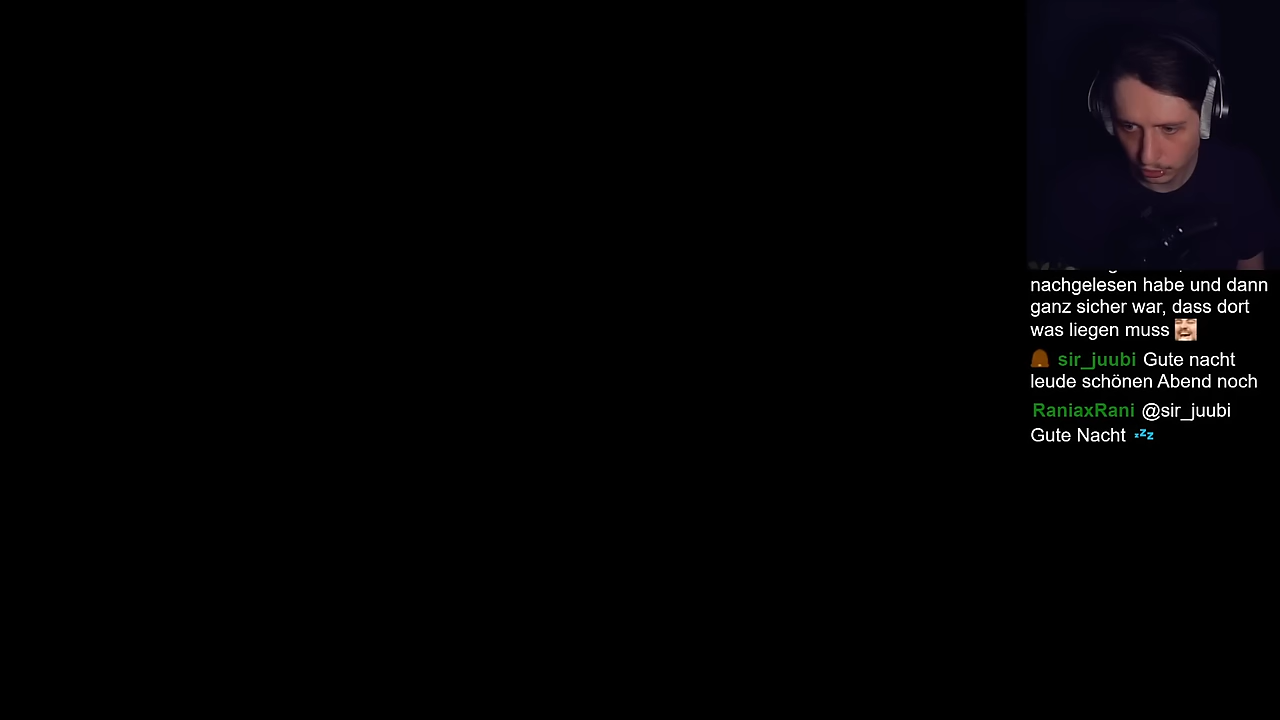 nachgelesen habe und dann
ganz sicher war, dass dort
was liegen muss
sir_juubi Gute nacht
leude schönen Abend noch
RaniaxRani @sir_juubi
Gute Nacht zZz